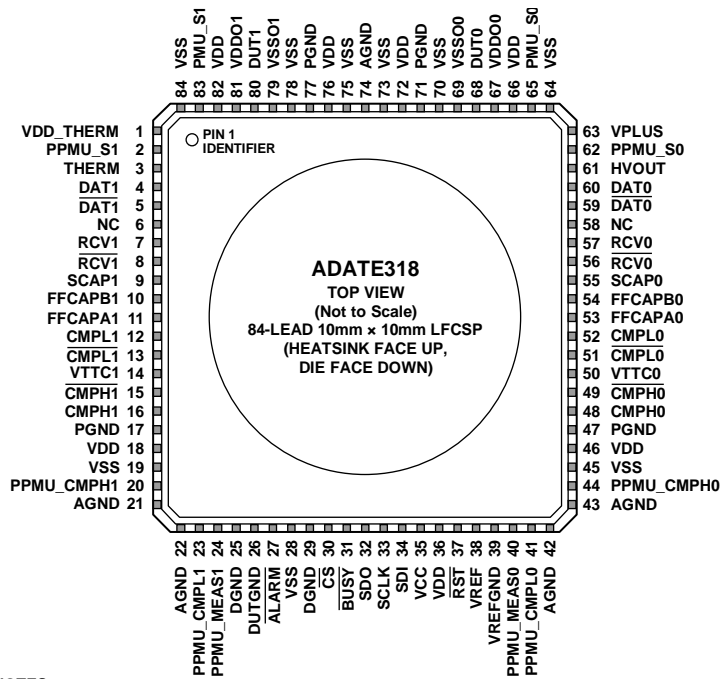 84 VSS
83 PMU_S1
82 VDD
81 VDDO1
80 DUT1
79 VSSO1
78 VSS
77 PGND
76 VDD
75 VSS
74 AGND
73 VSS
72 VDD
71 PGND
70 VSS
69 VSSO0
68 DUT0
67 VDDO0
66 VDD
65 PMU_S0
64 VSS
VDD_THERM 1
PPMU_S1 2
THERM 3
DAT1 4
DAT1 5
NC 6
RCV1 7
RCV1 8
SCAP1 9
FFCAPB1 10
FFCAPA1 11
CMPL1 12
CMPL1 13
VTTC1 14
CMPH1 15
CMPH1 16
PGND 17
VDD 18
VSS 19
PPMU_CMPH1 20
AGND 21
PIN 1
IDENTIFIER
ADATE318
TOP VIEW
(Not to Scale)
84-LEAD 10mm × 10mm LFCSP
(HEATSINK FACE UP,
DIE FACE DOWN)
63 VPLUS
62 PPMU_S0
61 HVOUT
60 DAT0
59 DAT0
58 NC
57 RCV0
56 RCV0
55 SCAP0
54 FFCAPB0
53 FFCAPA0
52 CMPL0
51 CMPL0
50 VTTC0
49 CMPH0
48 CMPH0
47 PGND
46 VDD
45 VSS
44 PPMU_CMPH0
43 AGND
AGND 22
PPMU_CMPL1 23
PPMU_MEAS1 24
DGND 25
DUTGND 26
ALARM 27
VSS 28
DGND 29
CS 30
BUSY 31
SDO 32
SCLK 33
SDI 34
VCC 35
VDD 36
RST 37
VREF 38
VREFGND 39
PPMU_MEAS0 40
PPMU_CMPL0 41
AGND 42